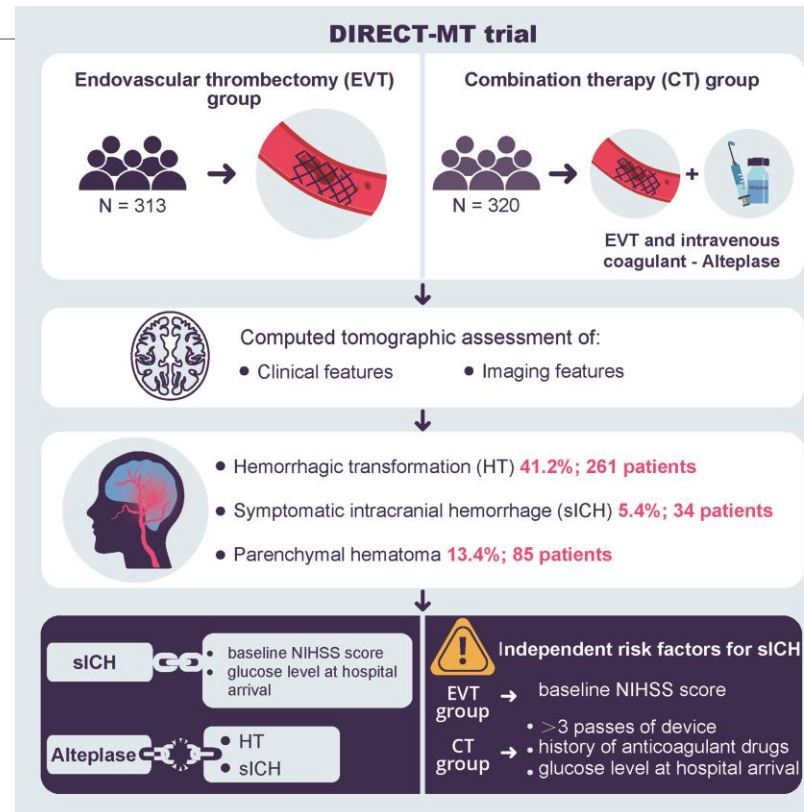 DIRECT-MT trial
Endovascular thrombectomy (EVT)
group
N = 313
Combination therapy (CT) group
N = 320
+
EVT and intravenous
coagulant - Alteplase
Computed tomographic assessment of:
• Clinical features
• Imaging features
• Hemorrhagic transformation (HT) 41.2%; 261 patients
• Symptomatic intracranial hemorrhage (sICH) 5.4%; 34 patients
• Parenchymal hematoma 13.4%; 85 patients
sICH
• baseline NIHSS score
• glucose level at hospital
arrival
Alteplase
• HT
• sICH
Independent risk factors for sICH
EVT
group
baseline NIHSS score
CT
group
• >3 passes of device
• history of anticoagulant drugs
• glucose level at hospital arrival